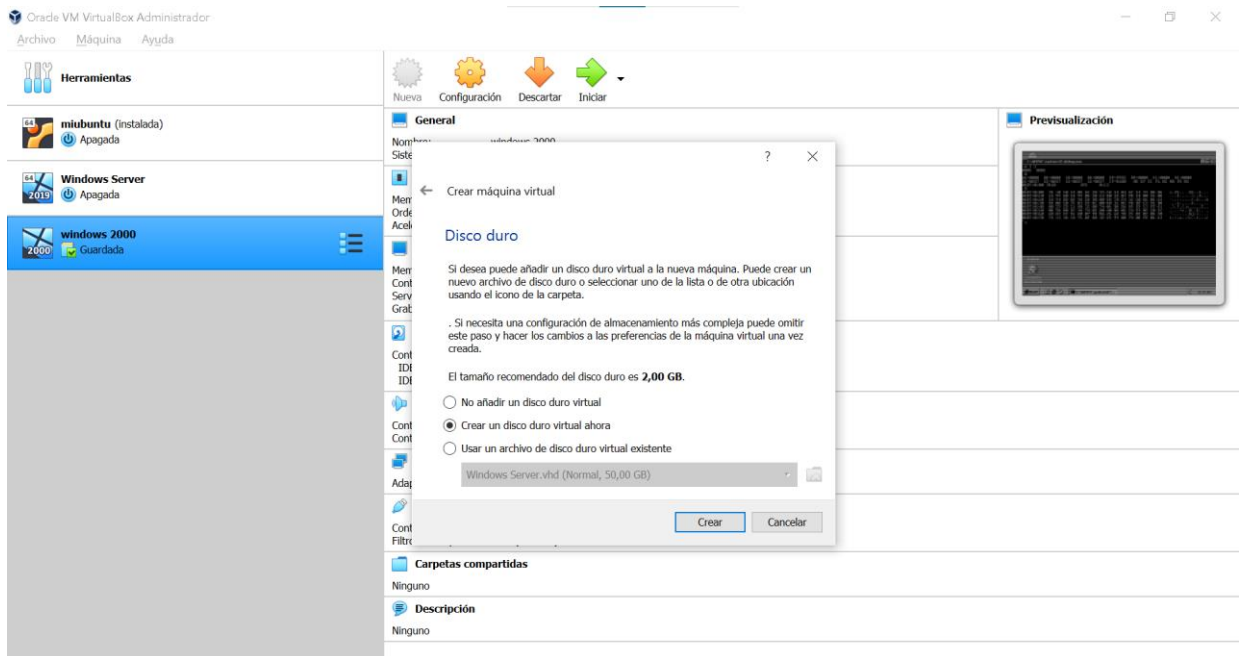 Oracle VM VirtualBox Administrador
Archivo Máquina Ayuda
Herramientas
64
miubuntu (instalada)
Apagada
64
2019
Windows Server
Apagada
2000
windows 2000
Guardada
Nueva Configuración Descartar Iniciar
General
Previsualización
Crear máquina virtual
Disco duro
Si desea puede añadir un disco duro virtual a la nueva máquina. Puede crear un
nuevo archivo de disco duro o seleccionar uno de la lista o de otra ubicación
usando el icono de la carpeta.
. Si necesita una configuración de almacenamiento más compleja puede omitir
este paso y hacer los cambios a las preferencias de la máquina virtual una vez
creada.
El tamaño recomendado del disco duro es 2,00 GB.
No añadir un disco duro virtual
Crear un disco duro virtual ahora
Usar un archivo de disco duro virtual existente
Windows Server.vhd (Normal, 50,00 GB)
Crear Cancelar
Carpetas compartidas
Ninguno
Descripción
Ninguno